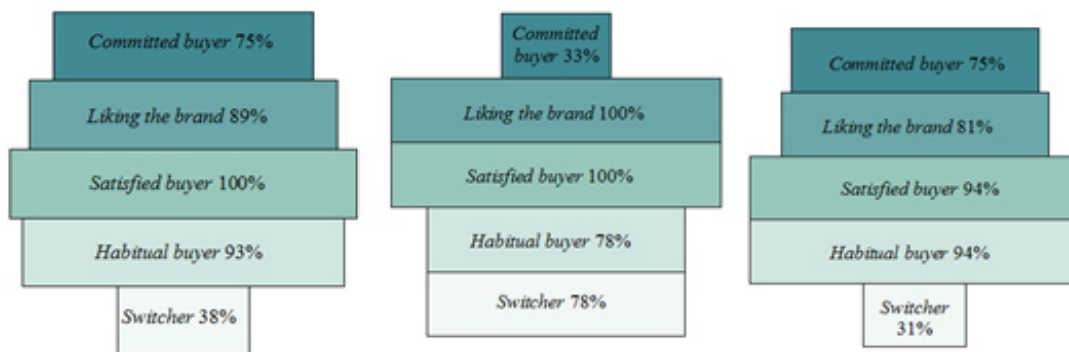 Committed buyer 75%
Liking the brand 89%
Satisfied buyer 100%
Habitual buyer 93%
Switcher 38%
Committed
buyer 33%
Liking the brand 100%
Satisfied buyer 100%
Habitual buyer 78%
Switcher 78%
Committed buyer 75%
Liking the brand 81%
Satisfied buyer 94%
Habitual buyer 94%
Switcher
31%